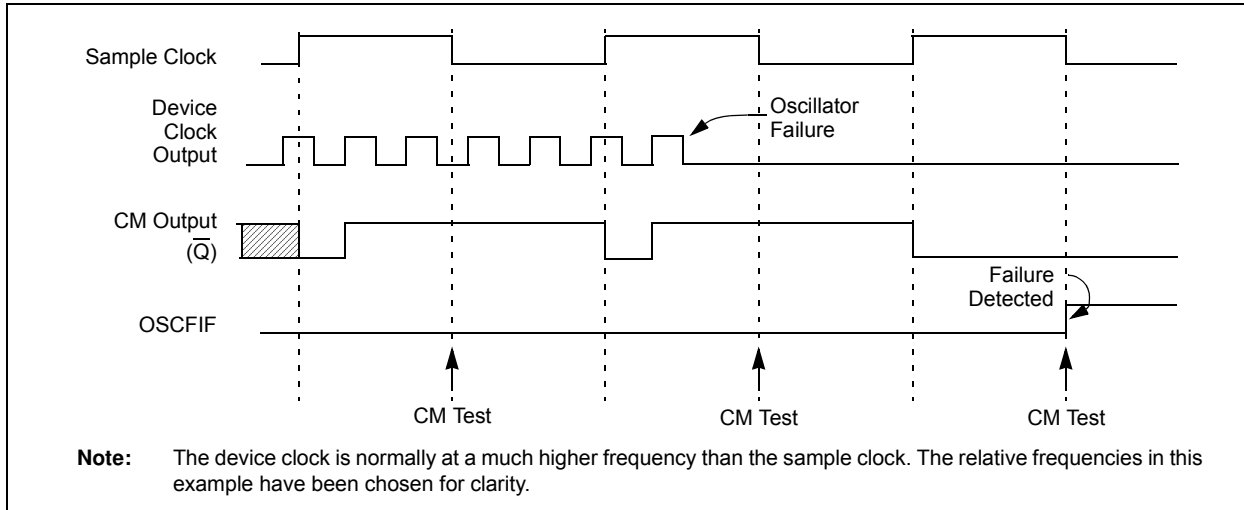 Sample Clock
Device
Clock
Output
Oscillator
Failure
CM Output
(Q̅)
Failure
Detected
OSCFIF
CM Test
CM Test
CM Test
Note: The device clock is normally at a much higher frequency than the sample clock. The relative frequencies in this
example have been chosen for clarity.